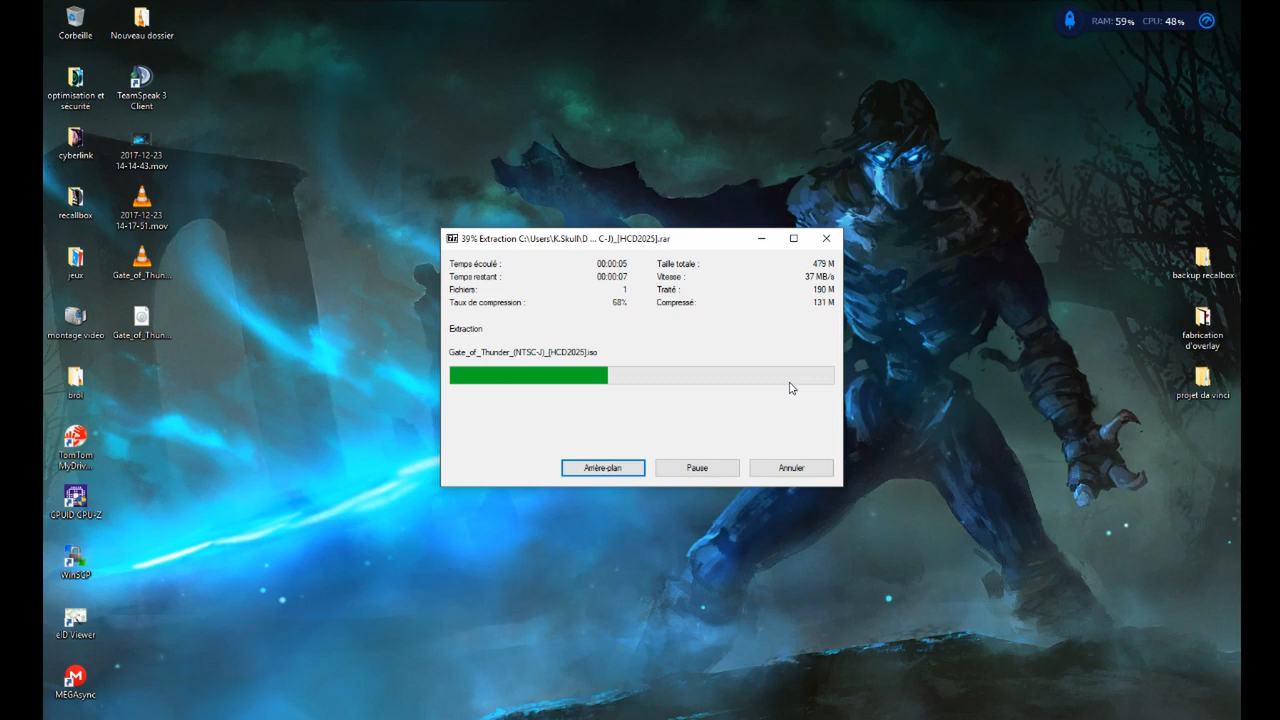 Corbeille
Nouveau dossier
RAM: 59%
CPU: 48%
optimisation et
sécurité
TeamSpeak 3
Client
cyberlink
2017-12-23
14-14-43.mov
recallbox
2017-12-23
14-17-51.mov
jeux
Gate_of_Thun...
montage video
Gate_of_Thun...
brol
TomTom
MyDriv...
CPUID CPU-Z
WinSCP
eID Viewer
MEGAsync
39% Extraction C:\Users\K.Skull\D ... C-J)_[HCD2025].rar
Temps écoulé : 00:00:05
Taille totale : 479 M
Temps restant : 00:00:07
Vitesse : 37 MB/s
Fichiers: 1
Traité : 190 M
Taux de compression : 68%
Compressé: 131 M
Extraction
Gate_of_Thunder_(NTSC-J)_[HCD2025].iso
Arrière-plan
Pause
Annuler
backup recalbox
fabrication
d'overlay
projet da vinci